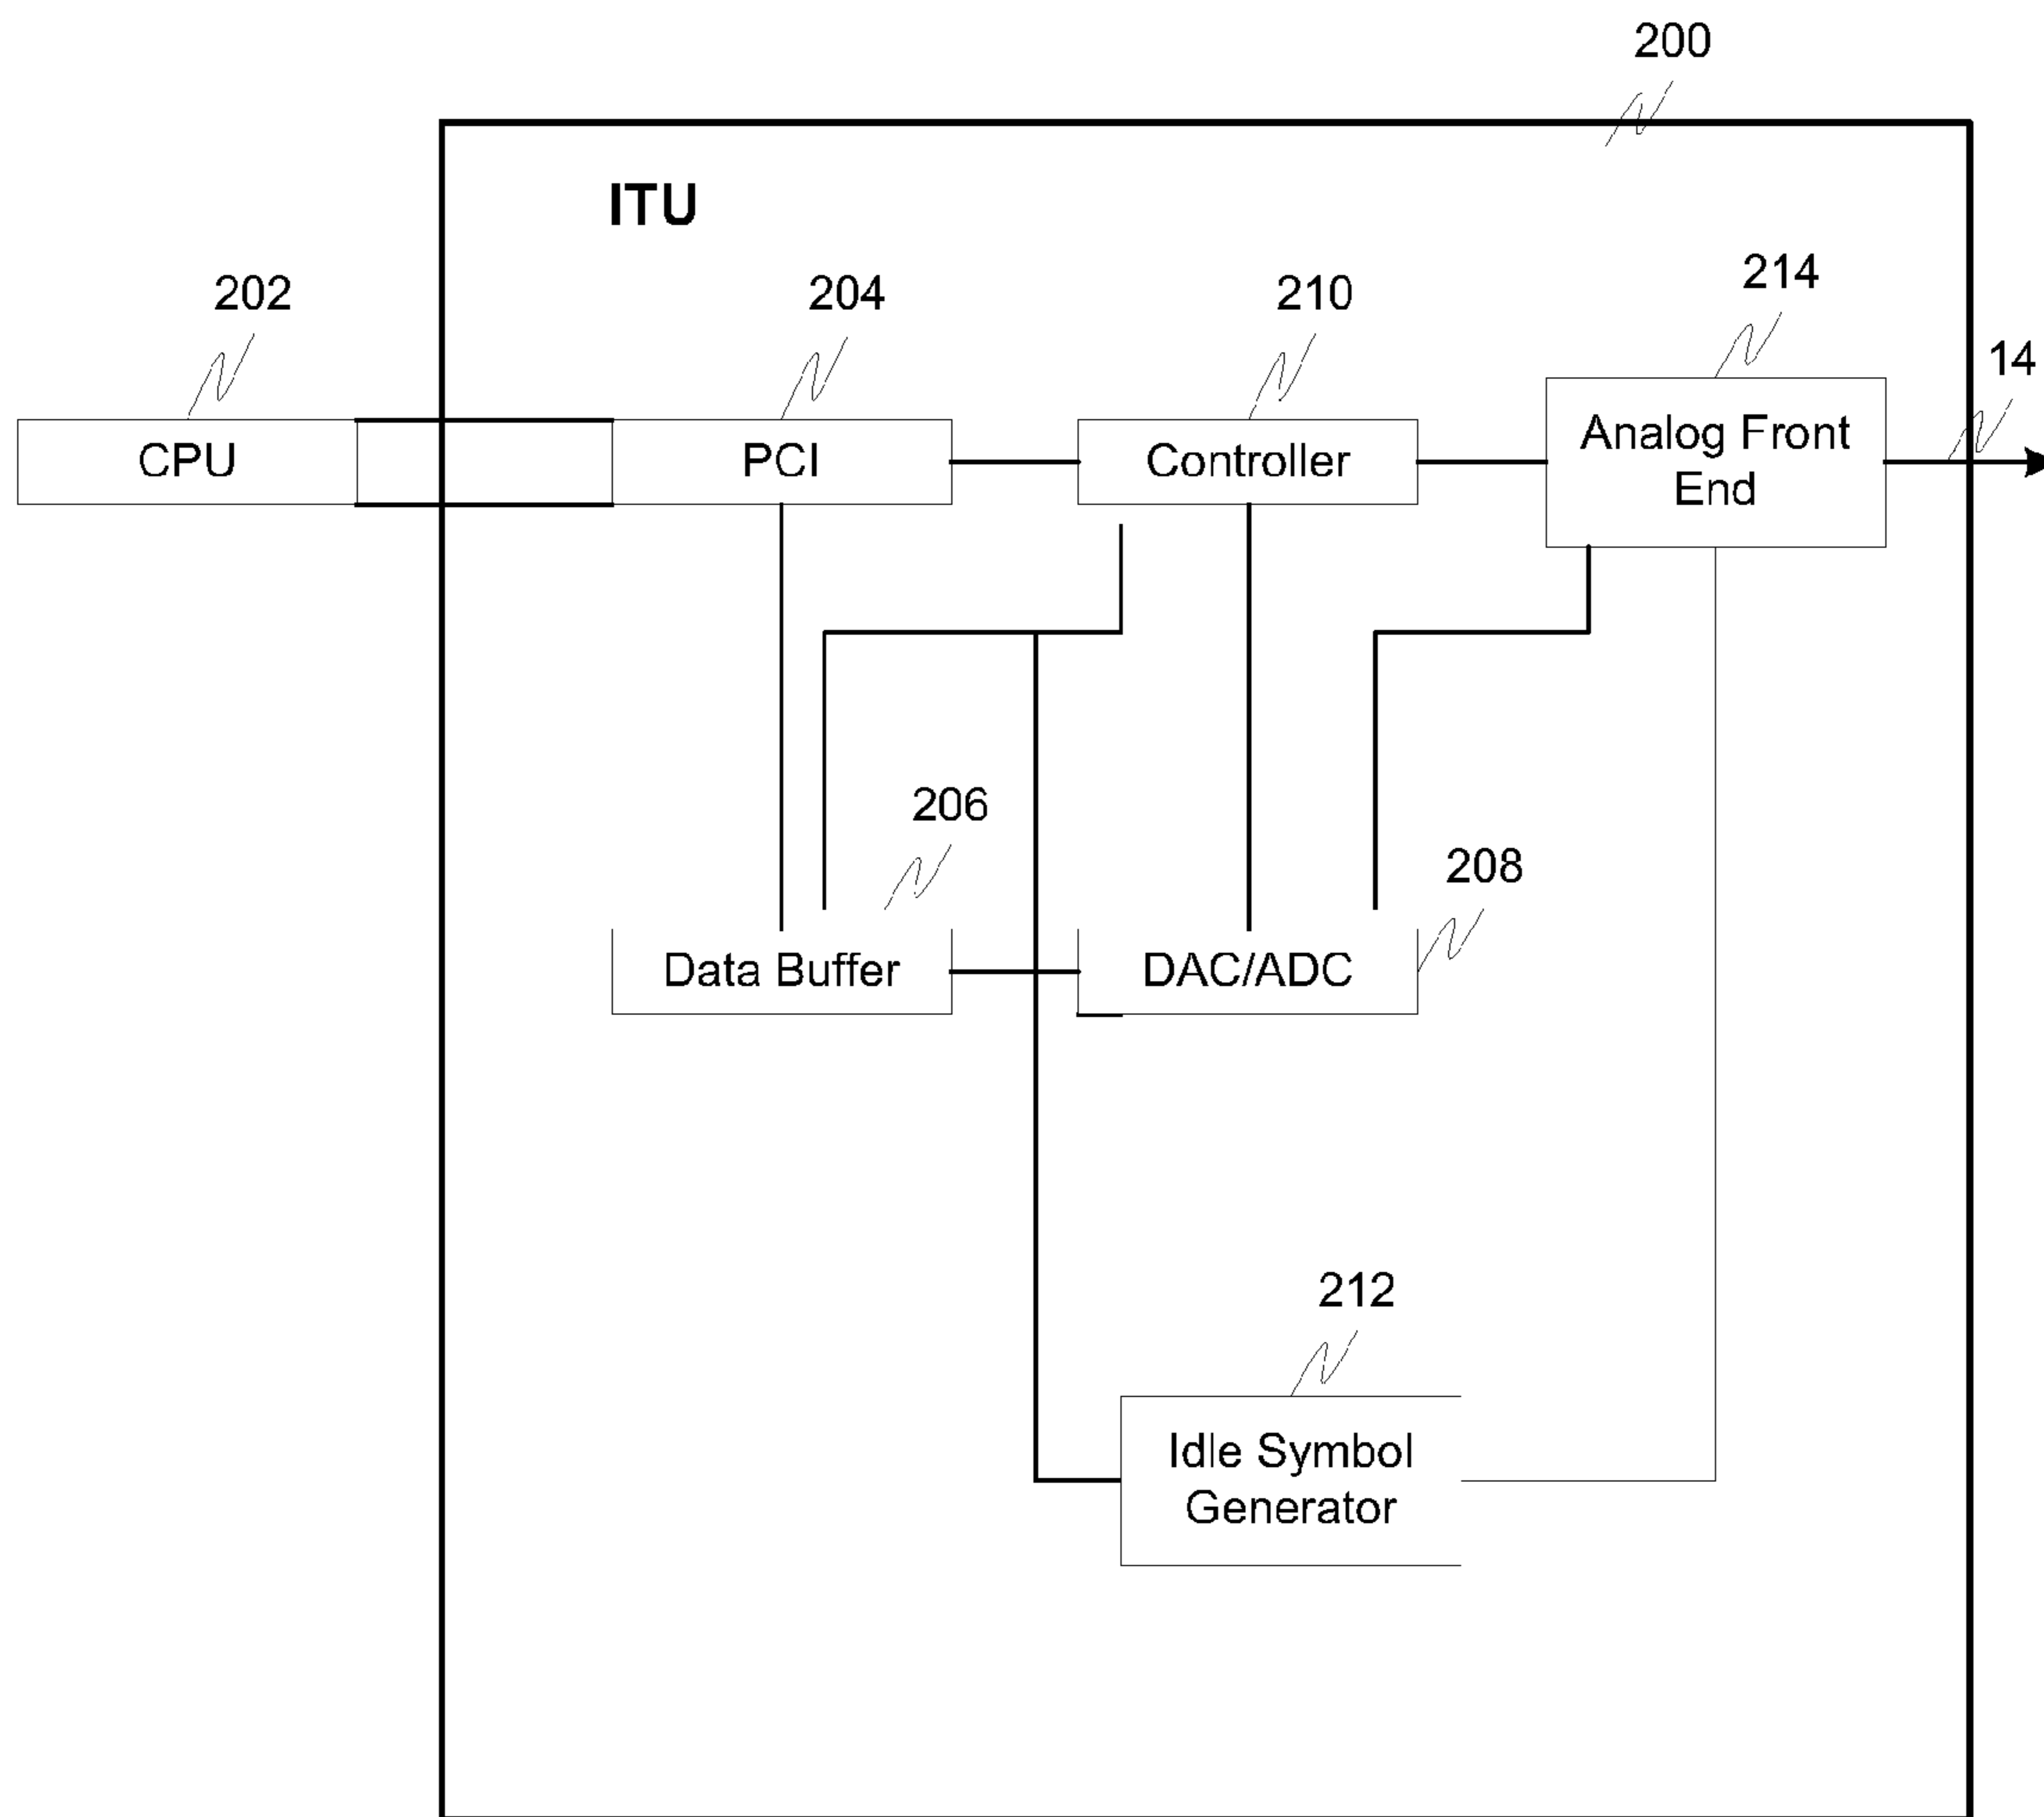 200
ITU
202
204
210
214
14
CPU
PCI
Controller
Analog Front
End
206
208
Data Buffer
DAC/ADC
212
Idle Symbol
Generator